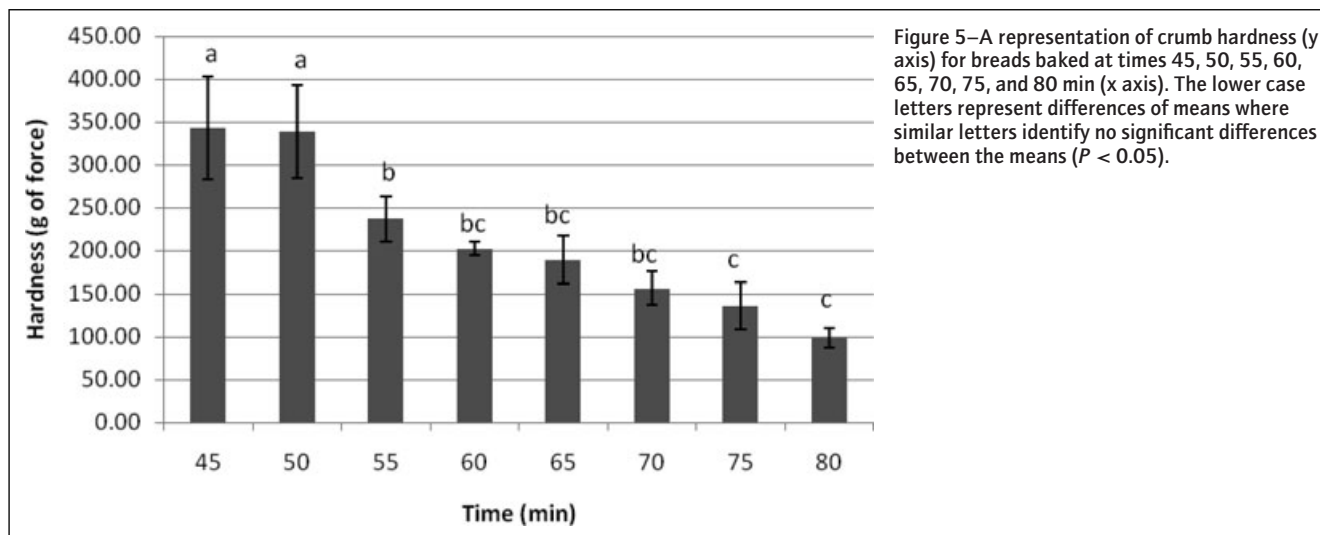 450.00
400.00
350.00
300.00
250.00
200.00
150.00
100.00
50.00
0.00
Hardness (g of force)
a
a
b
bc
bc
bc
c
c
45 50 55 60 65 70 75 80
Time (min)
Figure 5–A representation of crumb hardness (y
axis) for breads baked at times 45, 50, 55, 60,
65, 70, 75, and 80 min (x axis). The lower case
letters represent differences of means where
similar letters identify no significant differences
between the means (P < 0.05).